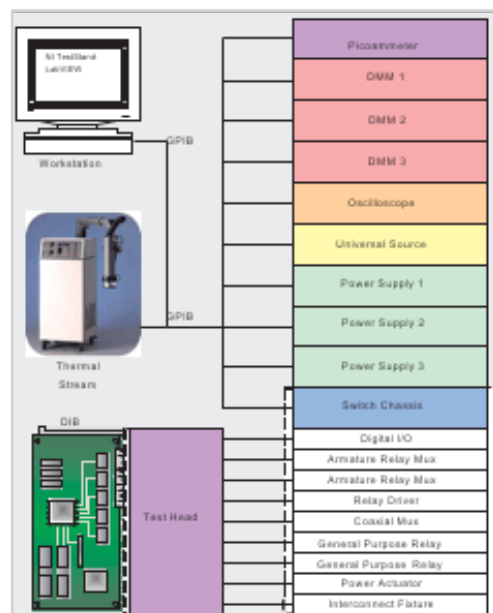 NI TestStand
LabVIEW
GPIB
Workstation
Thermal
Stream
GPIB
DIB
Test Head
Picoammeter
DMM 1
DMM 2
DMM 3
Oscilloscope
Universal Source
Power Supply 1
Power Supply 2
Power Supply 3
Switch Chassis
Digital I/O
Armature Relay Mux
Armature Relay Mux
Relay Driver
Coaxial Mux
General Purpose Relay
General Purpose Relay
Power Actuator
Interconnect Fixture